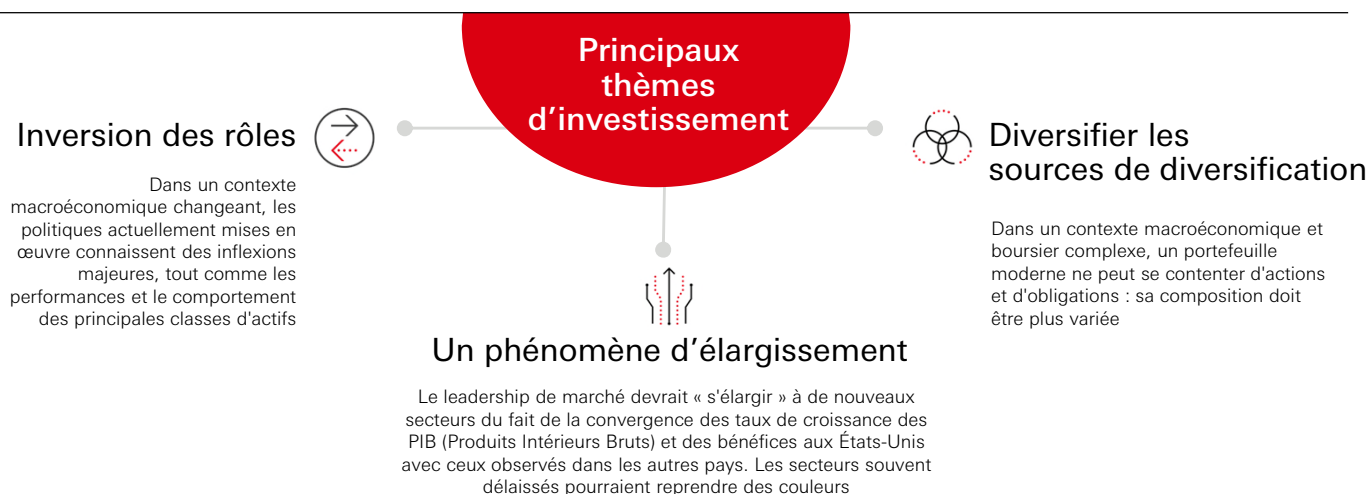 Principaux
thèmes
d'investissement
Inversion des rôles
Dans un contexte
macroéconomique changeant, les
politiques actuellement mises en
œuvre connaissent des inflexions
majeures, tout comme les
performances et le comportement
des principales classes d'actifs
Un phénomène d'élargissement
Le leadership de marché devrait « s'élargir » à de nouveaux
secteurs du fait de la convergence des taux de croissance des
PIB (Produits Intérieurs Bruts) et des bénéfices aux États-Unis
avec ceux observés dans les autres pays. Les secteurs souvent
délaissés pourraient reprendre des couleurs
Diversifier les
sources de diversification
Dans un contexte macroéconomique et
boursier complexe, un portefeuille
moderne ne peut se contenter d'actions
et d'obligations : sa composition doit
être plus variée